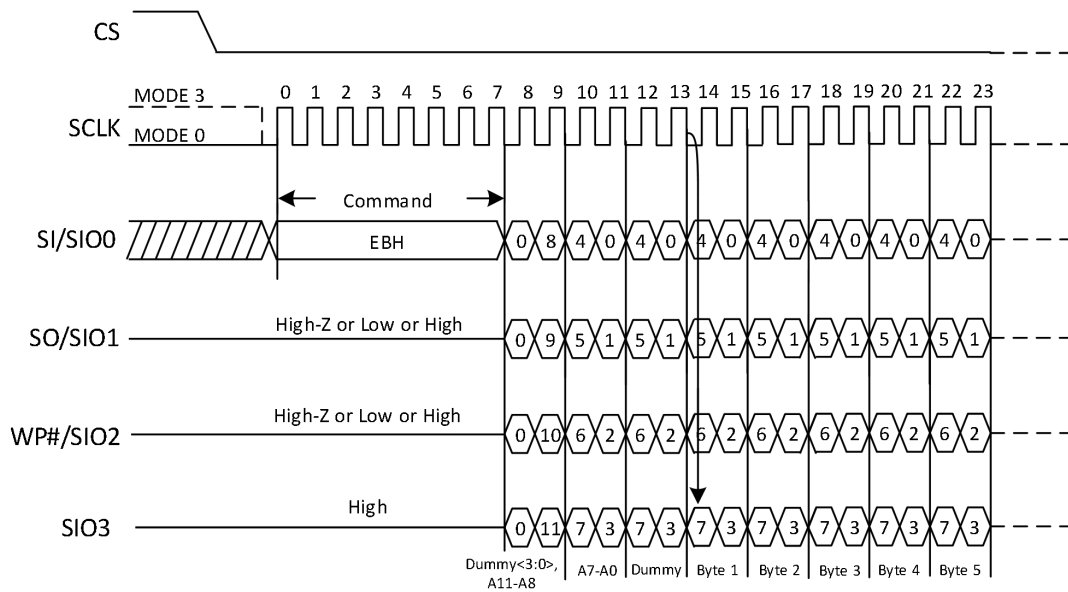 CS
MODE 3
0 1 2 3 4 5 6 7 8 9 10 11 12 13 14 15 16 17 18 19 20 21 22 23
SCLK
MODE 0
Command
SI/SIO0
EBH
0 8 4 0 4 0 4 0 4 0 4 0 4 0 4 0
High-Z or Low or High
SO/SIO1
0 9 5 1 5 1 5 1 5 1 5 1 5 1 5 1
High-Z or Low or High
WP#/SIO2
0 10 6 2 6 2 6 2 6 2 6 2 6 2 6 2
High
SIO3
0 11 7 3 7 3 7 3 7 3 7 3 7 3 7 3
Dummy<3:0>,
A11-A8
A7-A0
Dummy
Byte 1
Byte 2
Byte 3
Byte 4
Byte 5